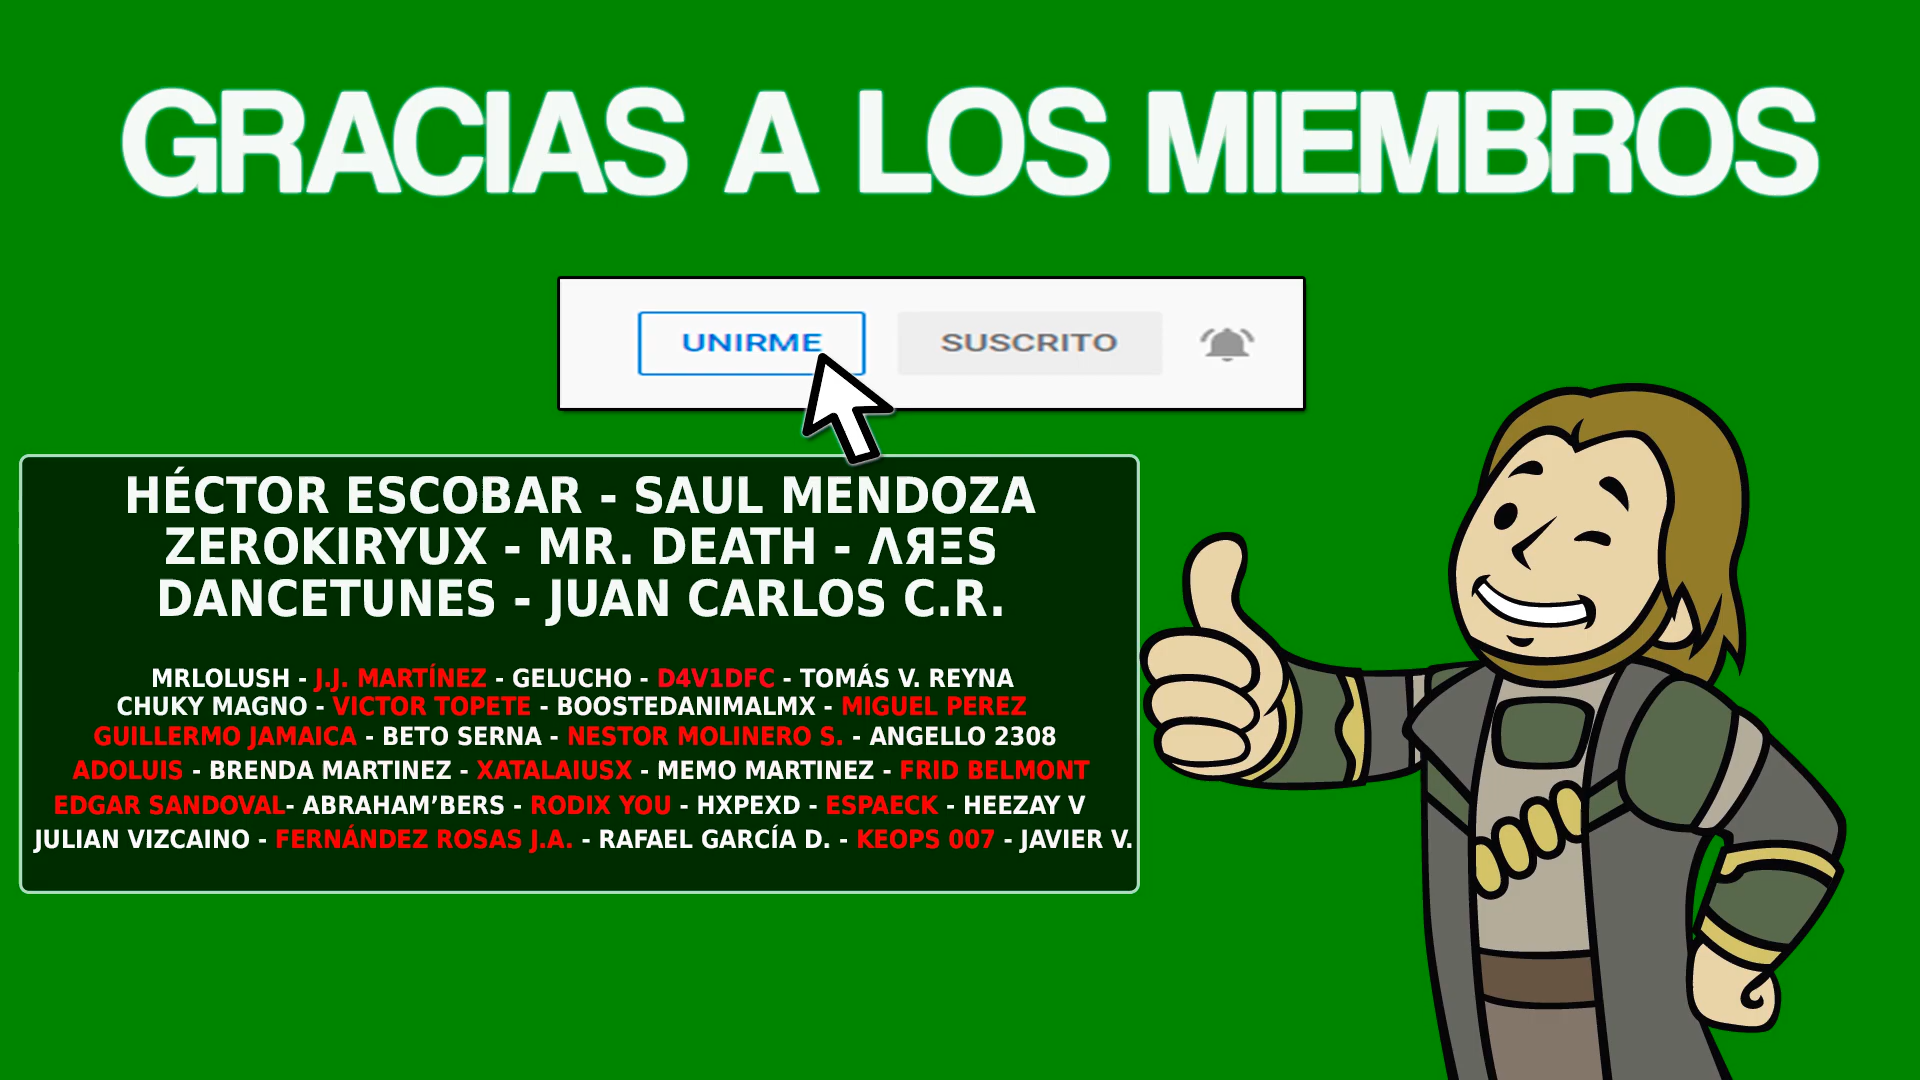 GRACIAS A LOS MIEMBROS
UNIRME SUSCRITO
HÉCTOR ESCOBAR - SAUL MENDOZA
ZEROKIRYUX - MR. DEATH - ΛЯΞS
DANCETUNES - JUAN CARLOS C.R.
MRLOLUSH - J.J. MARTÍNEZ - GELUCHO - D4V1DFC - TOMÁS V. REYNA
CHUKY MAGNO - VICTOR TOPETE - BOOSTEDANIMALMX - MIGUEL PEREZ
GUILLERMO JAMAICA - BETO SERNA - NESTOR MOLINERO S. - ANGELLO 2308
ADOLUIS - BRENDA MARTINEZ - XATALAIUSX - MEMO MARTINEZ - FRID BELMONT
EDGAR SANDOVAL- ABRAHAM’BERS - RODIX YOU - HXPEXD - ESPAECK - HEEZAY V
JULIAN VIZCAINO - FERNÁNDEZ ROSAS J.A. - RAFAEL GARCÍA D. - KEOPS 007 - JAVIER V.